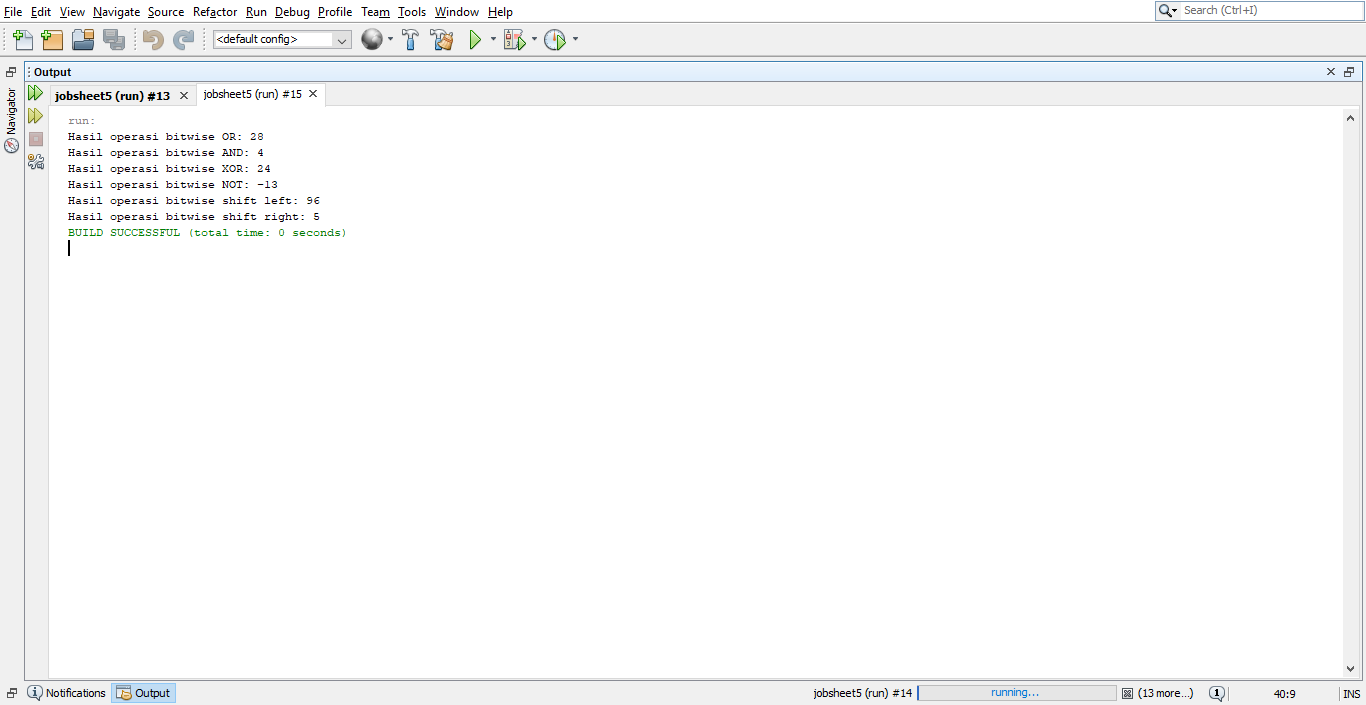 File Edit View Navigate Source Refactor Run Debug Profile Team Tools Window Help
Search (Ctrl+I)
<default config>
Output
Navigator
jobsheet5 (run) #13 jobsheet5 (run) #15
run:
Hasil operasi bitwise OR: 28
Hasil operasi bitwise AND: 4
Hasil operasi bitwise XOR: 24
Hasil operasi bitwise NOT: -13
Hasil operasi bitwise shift left: 96
Hasil operasi bitwise shift right: 5
BUILD SUCCESSFUL (total time: 0 seconds)
Notifications Output jobsheet5 (run) #14 running... (13 more...) 1 40:9 INS